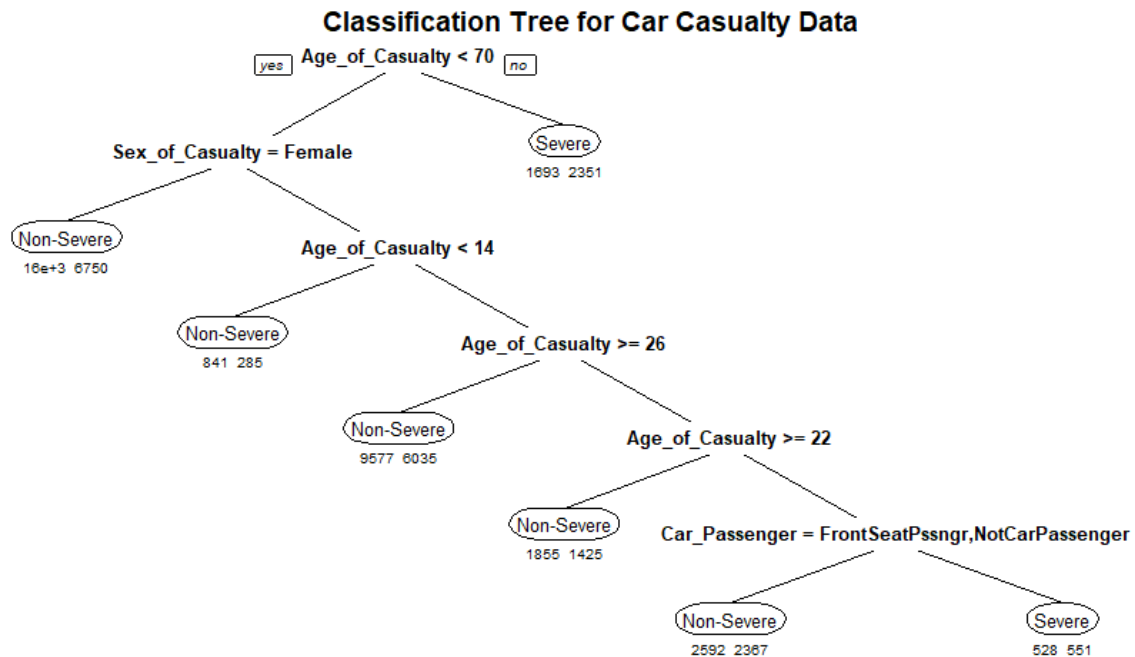 Classification Tree for Car Casualty Data
yes Age_of_Casualty < 70 no
Sex_of_Casualty = Female
Severe
1693 2351
Non-Severe
16e+3 6750
Age_of_Casualty < 14
Non-Severe
841 285
Age_of_Casualty >= 26
Non-Severe
9577 6035
Age_of_Casualty >= 22
Non-Severe
1855 1425
Car_Passenger = FrontSeatPssngr,NotCarPassenger
Non-Severe
2592 2367
Severe
528 551